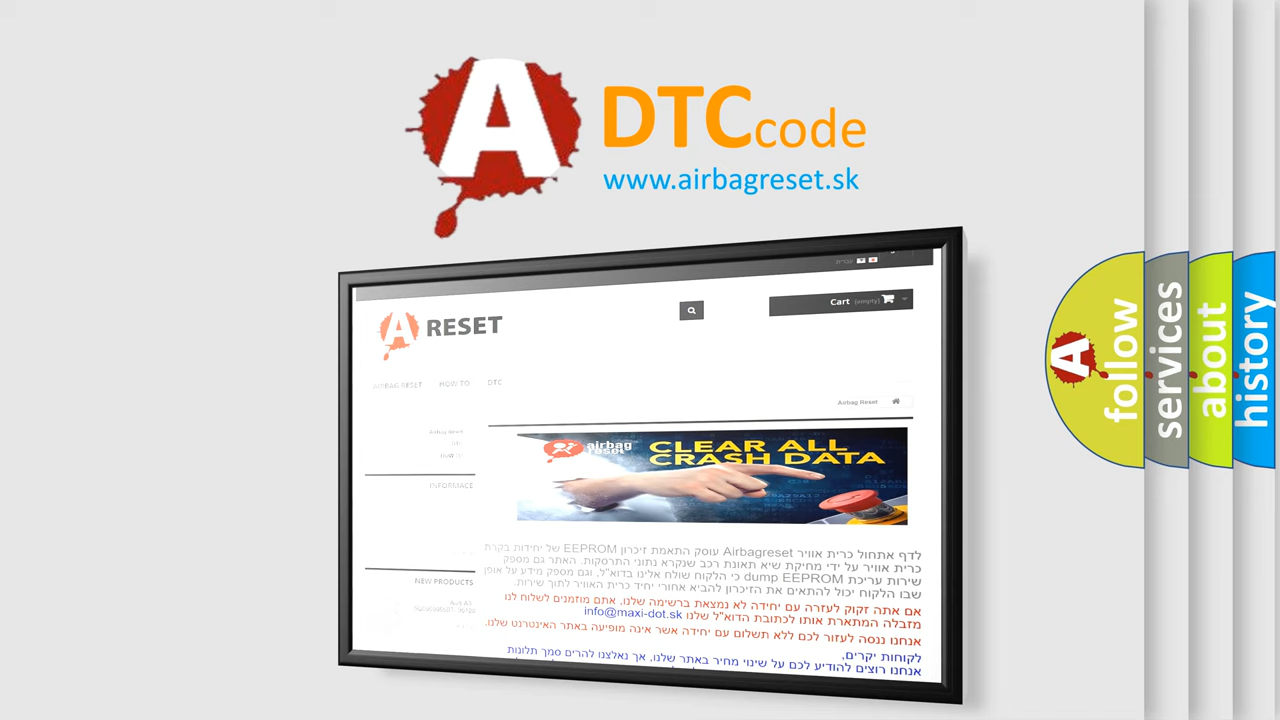 A
DTC code
www.airbagreset.sk
עברית
Cart (empty)
A RESET
AIRBAG RESET HOW TO DTC
Airbag Reset
Airbag Reset
HOW TO
INFORMACE
NEW PRODUCTS
airbag
reset
CLEAR ALL
CRASH DATA
לדף אתחול כרית אוויר Airbagreset עוסק התאמת זיכרון EEPROM של יחידות בקרת
כרית אוויר על ידי מחיקת שיא תאונת רכב שנקרא נתוני התרסקות. האתר גם מספק
שירות עריכת dump EEPROM כי הלקוח שולח אלינו בדוא"ל, וגם מספק מידע על אופן
שבו הלקוח יכול להתאים את הזיכרון להביא אחורי יחיד כרית האוויר לתוך שירות.
אם אתה זקוק לעזרה עם יחידה לא נמצאת ברשימה שלנו, אתם מוזמנים לשלוח לנו
מזבלה המתארת אותו לכתובת הדוא"ל שלנו info@maxi-dot.sk
אנחנו ננסה לעזור לכם ללא תשלום עם יחידה אשר אינה מופיעה באתר האינטרנט שלנו.
לקוחות יקרים,
אנחנו רוצים להודיע לכם על שינוי מחיר באתר שלנו, אך נאלצנו להרים סמך תלונות
follow
services
about
history